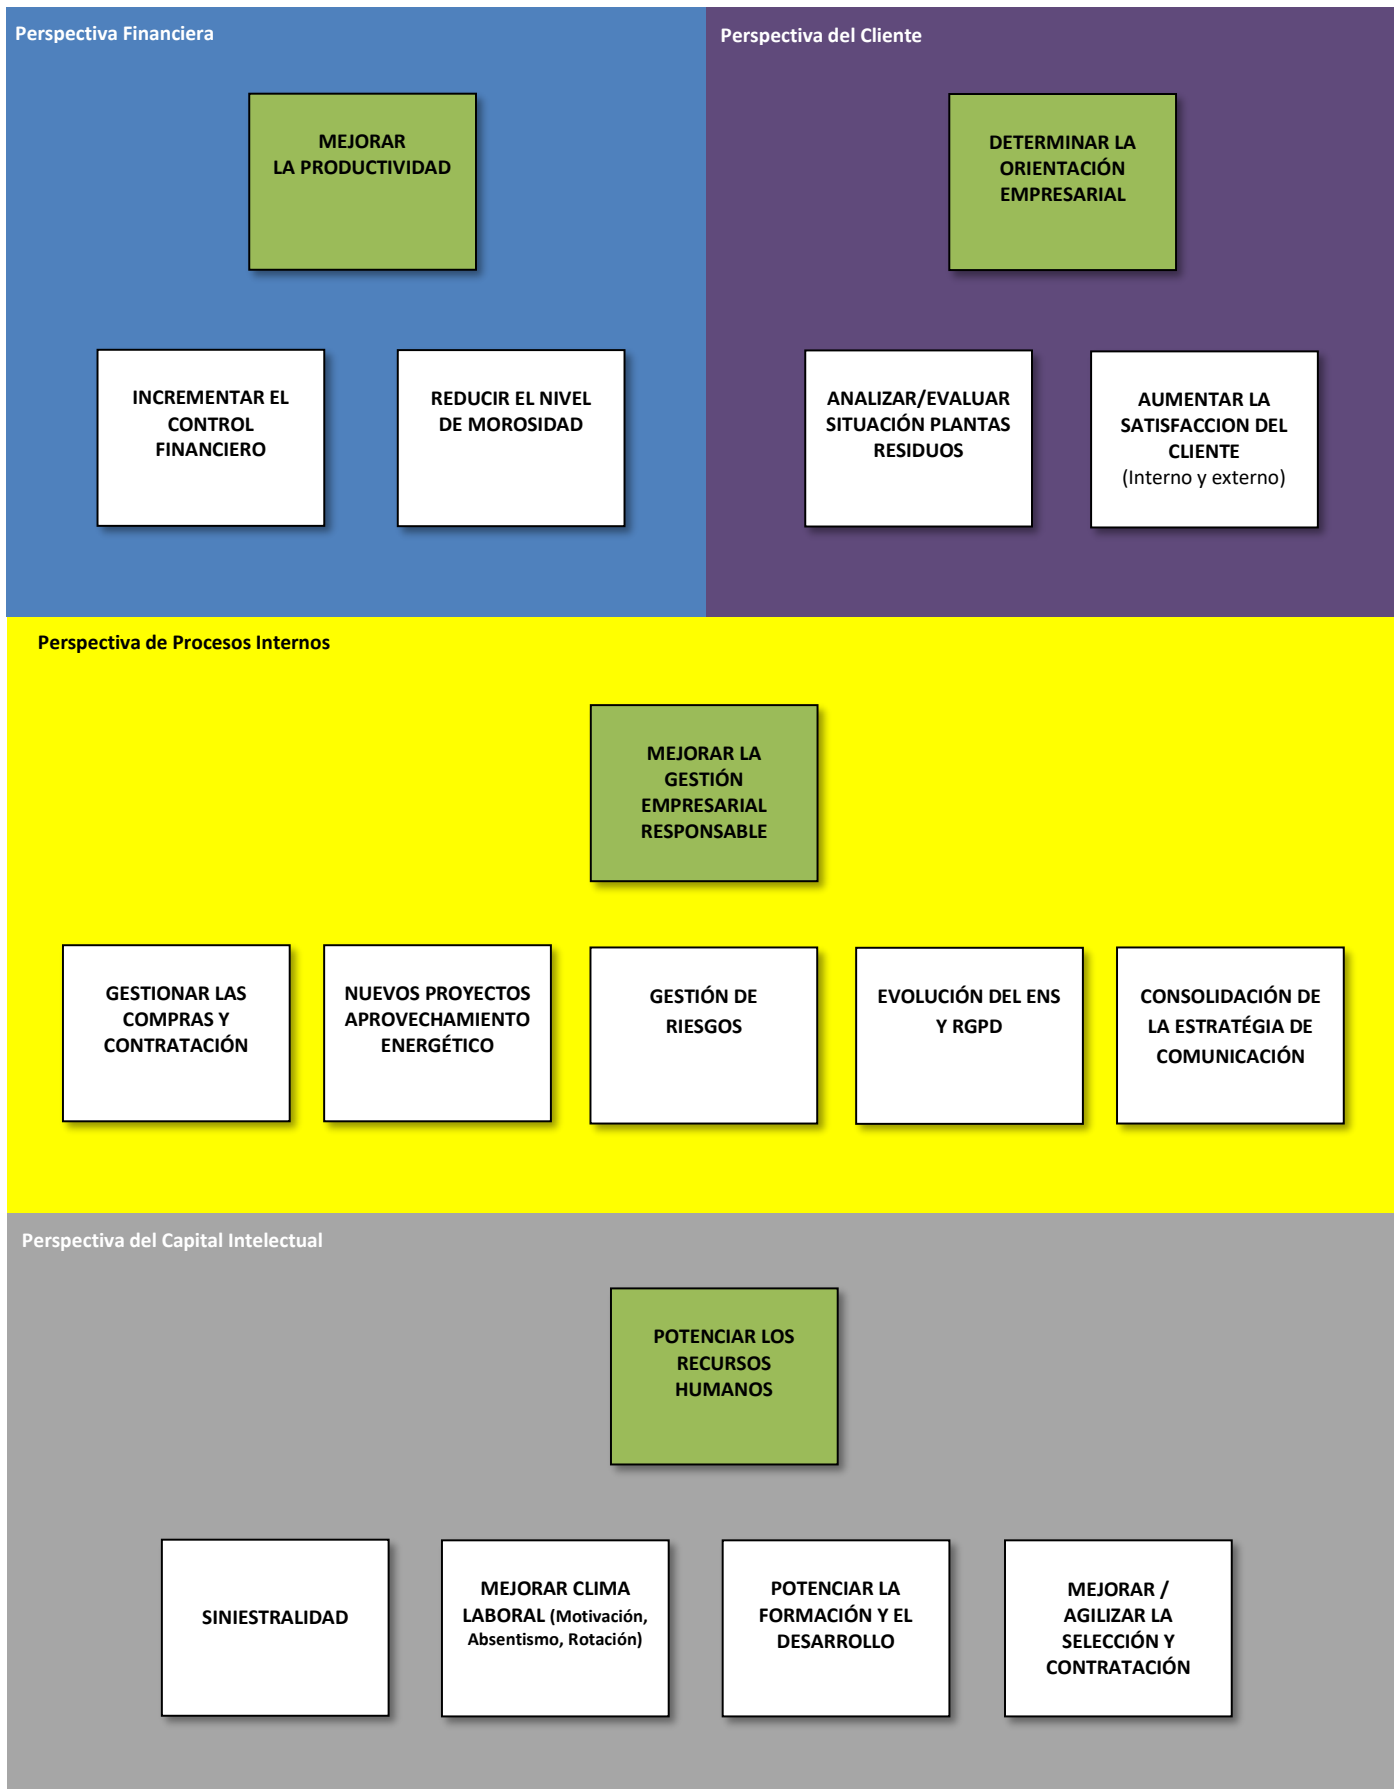 Perspectiva Financiera
MEJORAR
LA PRODUCTIVIDAD
INCREMENTAR EL
CONTROL
FINANCIERO
REDUCIR EL NIVEL
DE MOROSIDAD
Perspectiva del Cliente
DETERMINAR LA
ORIENTACIÓN
EMPRESARIAL
ANALIZAR/EVALUAR
SITUACIÓN PLANTAS
RESIDUOS
AUMENTAR LA
SATISFACCION DEL
CLIENTE
(Interno y externo)
Perspectiva de Procesos Internos
MEJORAR LA
GESTIÓN
EMPRESARIAL
RESPONSABLE
GESTIONAR LAS
COMPRAS Y
CONTRATACIÓN
NUEVOS PROYECTOS
APROVECHAMIENTO
ENERGÉTICO
GESTIÓN DE
RIESGOS
EVOLUCIÓN DEL ENS
Y RGPD
CONSOLIDACIÓN DE
LA ESTRATÉGIA DE
COMUNICACIÓN
Perspectiva del Capital Intelectual
POTENCIAR LOS
RECURSOS
HUMANOS
SINIESTRALIDAD
MEJORAR CLIMA
LABORAL (Motivación,
Absentismo, Rotación)
POTENCIAR LA
FORMACIÓN Y EL
DESARROLLO
MEJORAR /
AGILIZAR LA
SELECCIÓN Y
CONTRATACIÓN